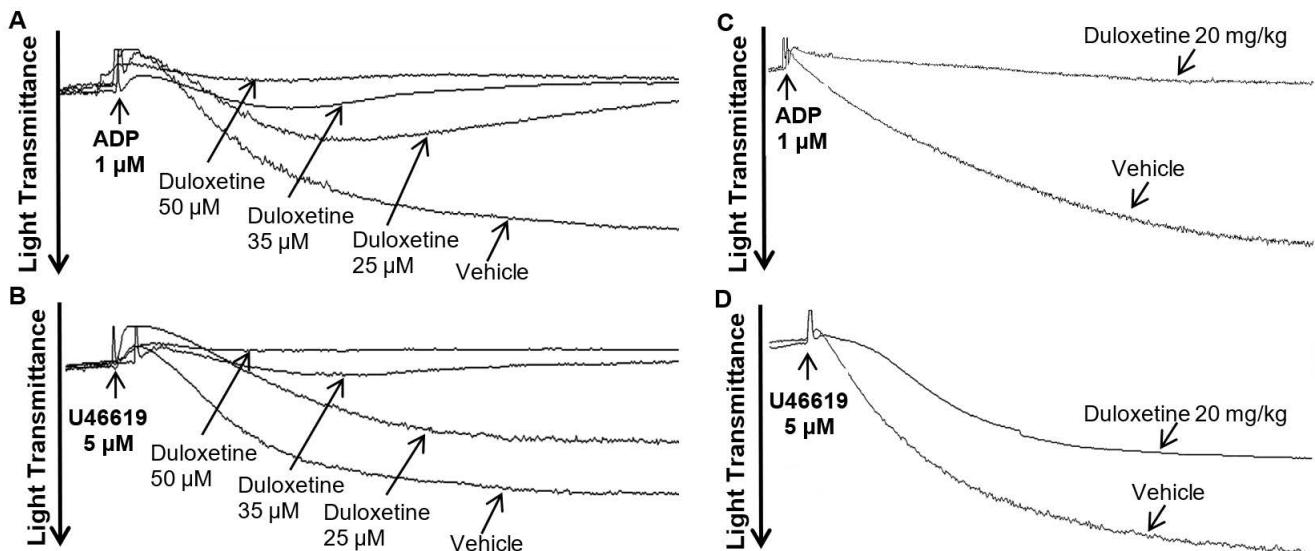 A
Light Transmittance
ADP
1 µM
Duloxetine
50 µM
Duloxetine
35 µM
Duloxetine
25 µM
Vehicle
B
Light Transmittance
U46619
5 µM
Duloxetine
50 µM
Duloxetine
35 µM
Duloxetine
25 µM
Vehicle
C
Light Transmittance
ADP
1 µM
Duloxetine 20 mg/kg
Vehicle
D
Light Transmittance
U46619
5 µM
Duloxetine 20 mg/kg
Vehicle